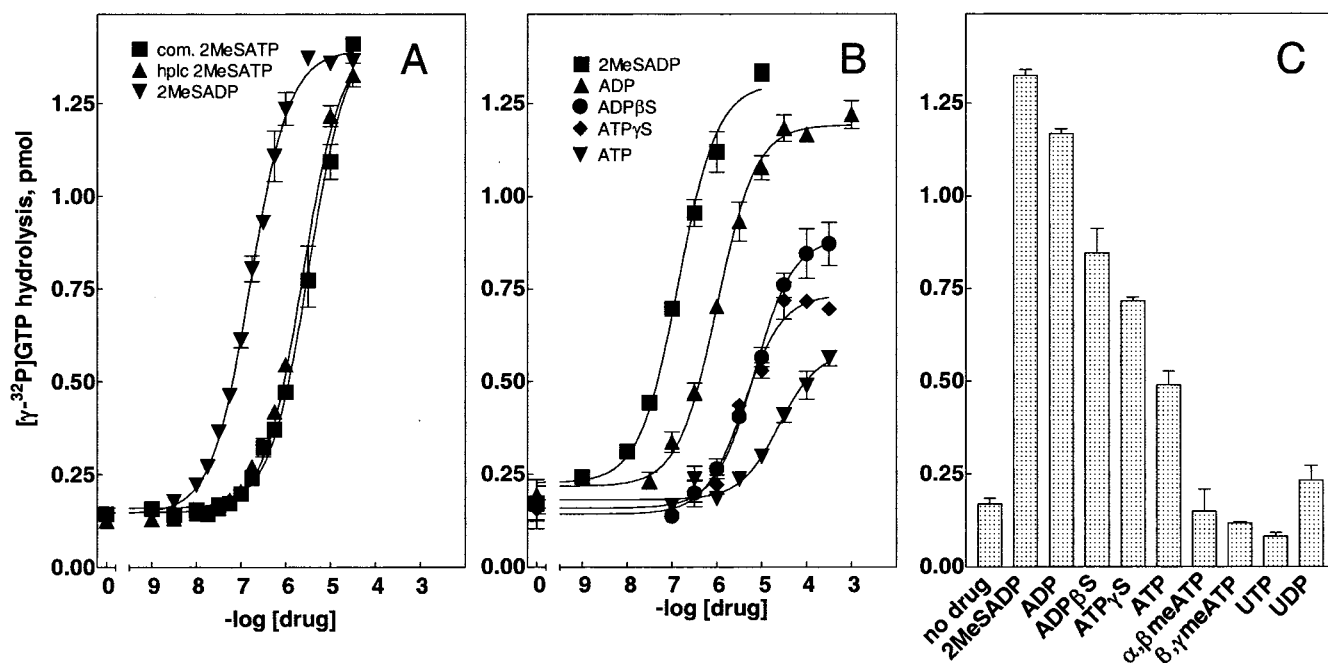 [γ-³²P]GTP hydrolysis, pmol
1.25
1.00
0.75
0.50
0.25
0.00
A
com. 2MeSATP
hplc 2MeSATP
2MeSADP
0 9 8 7 6 5 4 3
-log [drug]
1.25
1.00
0.75
0.50
0.25
0.00
B
2MeSADP
ADP
ADPβS
ATPγS
ATP
0 9 8 7 6 5 4 3
-log [drug]
1.25
1.00
0.75
0.50
0.25
0.00
C
no drug
2MeSADP
ADP
ADPβS
ATPγS
ATP
α,βmeATP
β,γmeATP
UTP
UDP